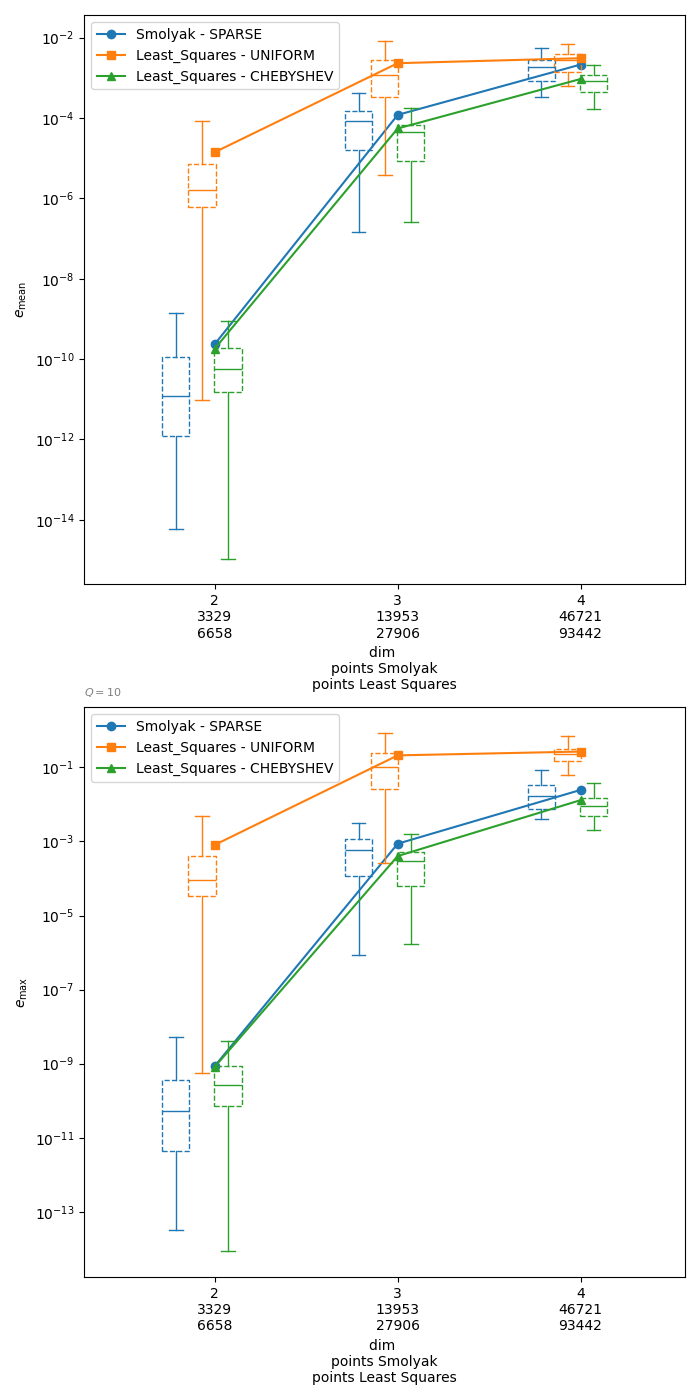 Smolyak - SPARSE
Least_Squares - UNIFORM
Least_Squares - CHEBYSHEV
10⁻²
10⁻⁴
10⁻⁶
10⁻⁸
10⁻¹⁰
10⁻¹²
10⁻¹⁴
e_mean
2 3 4
3329 13953 46721
6658 27906 93442
dim
points Smolyak
points Least Squares
Q = 10
Smolyak - SPARSE
Least_Squares - UNIFORM
Least_Squares - CHEBYSHEV
10⁻¹
10⁻³
10⁻⁵
10⁻⁷
10⁻⁹
10⁻¹¹
10⁻¹³
e_max
2 3 4
3329 13953 46721
6658 27906 93442
dim
points Smolyak
points Least Squares